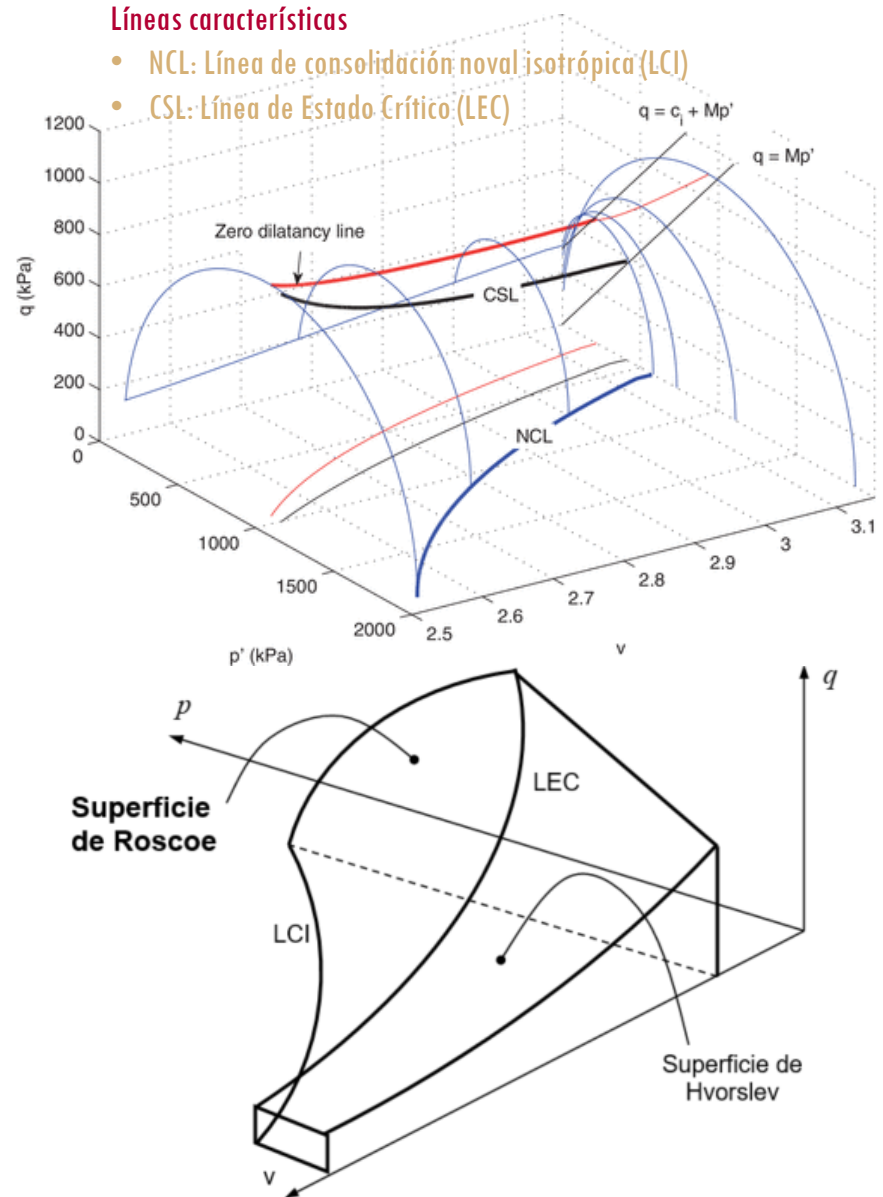 Líneas características
• NCL: Línea de consolidación noval isotrópica (LCI)
• CSL: Línea de Estado Crítico (LEC)
q = c_i + Mp'
q = Mp'
1200
1000
800
600
400
200
0
q (kPa)
Zero dilatancy line
CSL
NCL
0
500
1000
1500
2000
p' (kPa)
2.5
2.6
2.7
2.8
2.9
3
3.1
v
q
p
Superficie
de Roscoe
LEC
LCI
Superficie de
Hvorslev
v